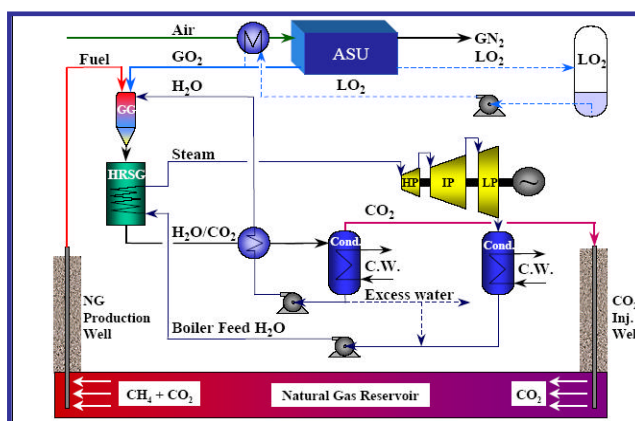 Air
ASU
GN2
GO2
LO2
LO2
LO2
Fuel
H2O
GG
Steam
HRSG
HP
IP
LP
CO2
H2O/CO2
Cond.
Cond.
C.W.
C.W.
Excess water
NG
Production
Well
Boiler Feed H2O
CO2
Inj.
Well
CH4 + CO2
Natural Gas Reservoir
CO2